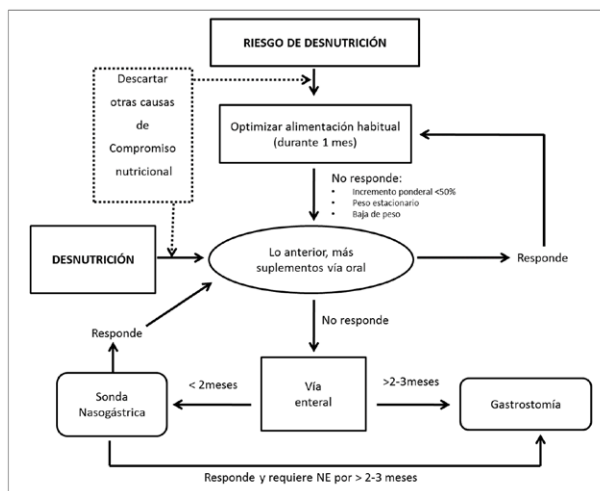 RIESGO DE DESNUTRICIÓN
Descartar
otras causas
de
Compromiso
nutricional
Optimizar alimentación habitual
(durante 1 mes)
No responde:
• Incremento ponderal <50%
• Peso estacionario
• Baja de peso
DESNUTRICIÓN
Lo anterior, más
suplementos vía oral
Responde
No responde
Responde
Sonda
Nasogástrica
< 2meses
Vía
enteral
>2-3meses
Gastrostomía
Responde y requiere NE por > 2-3 meses